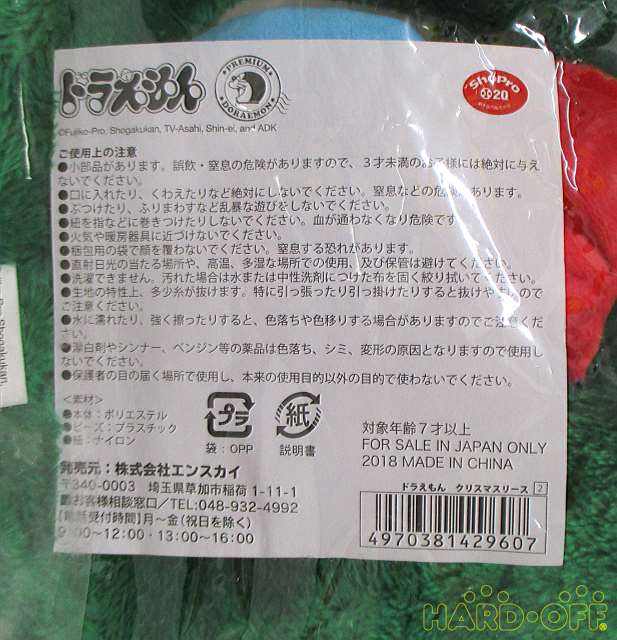 ドラえもん
PREMIUM DORAEMON
ShoPro
20
©Fujiko-Pro, Shogakukan, TV-Asahi, Shin-ei, and ADK
ご使用上の注意
●小部品があります。誤飲・窒息の危険がありますので、3才未満のお子様には絶対に与え
ないでください。
●口に入れたり、くわえたりなど絶対にしないでください。窒息などの危険があります。
●ぶつけたり、ふりまわすなど乱暴な遊びをしないでください。
●紐を指などに巻きつけたりしないでください。血が通わなくなり危険です。
●火気や暖房器具に近づけないでください。
●梱包用の袋で顔を覆わないでください。窒息する恐れがあります。
●直射日光の当たる場所や、高温、多湿な場所での使用、及び保管は避けてください。
●洗濯できません。汚れた場合は水または中性洗剤につけた布を固く絞り拭いてください。
●生地の特性上、多少糸が抜けます。特に引っ張ったり引っ掛けたりすると抜けやすいので
ご注意ください。
●水に濡れたり、強く擦ったりすると、色落ちや色移りする場合がありますのでご注意くだ
さい。
●漂白剤やシンナー、ベンジン等の薬品は色落ち、シミ、変形の原因となりますので使用し
ないでください。
●保護者の目の届く場所で使用し、本来の使用目的以外の目的で使わないでください。
<素材>
●本体：ポリエステル
●ビーズ：プラスチック
●紐：ナイロン
プラ
袋：OPP
紙
説明書
対象年齢7才以上
FOR SALE IN JAPAN ONLY
2018 MADE IN CHINA
発売元：株式会社エンスカイ
〒340-0003 埼玉県草加市稲荷 1-11-1
■お客様相談窓口/TEL:048-932-4992
【電話受付時間】月〜金(祝日を除く)
9:00〜12:00・13:00〜16:00
ドラえもん クリスマスリース 2
4970381429607
Pro, Shogakukan,
HARD・OFF